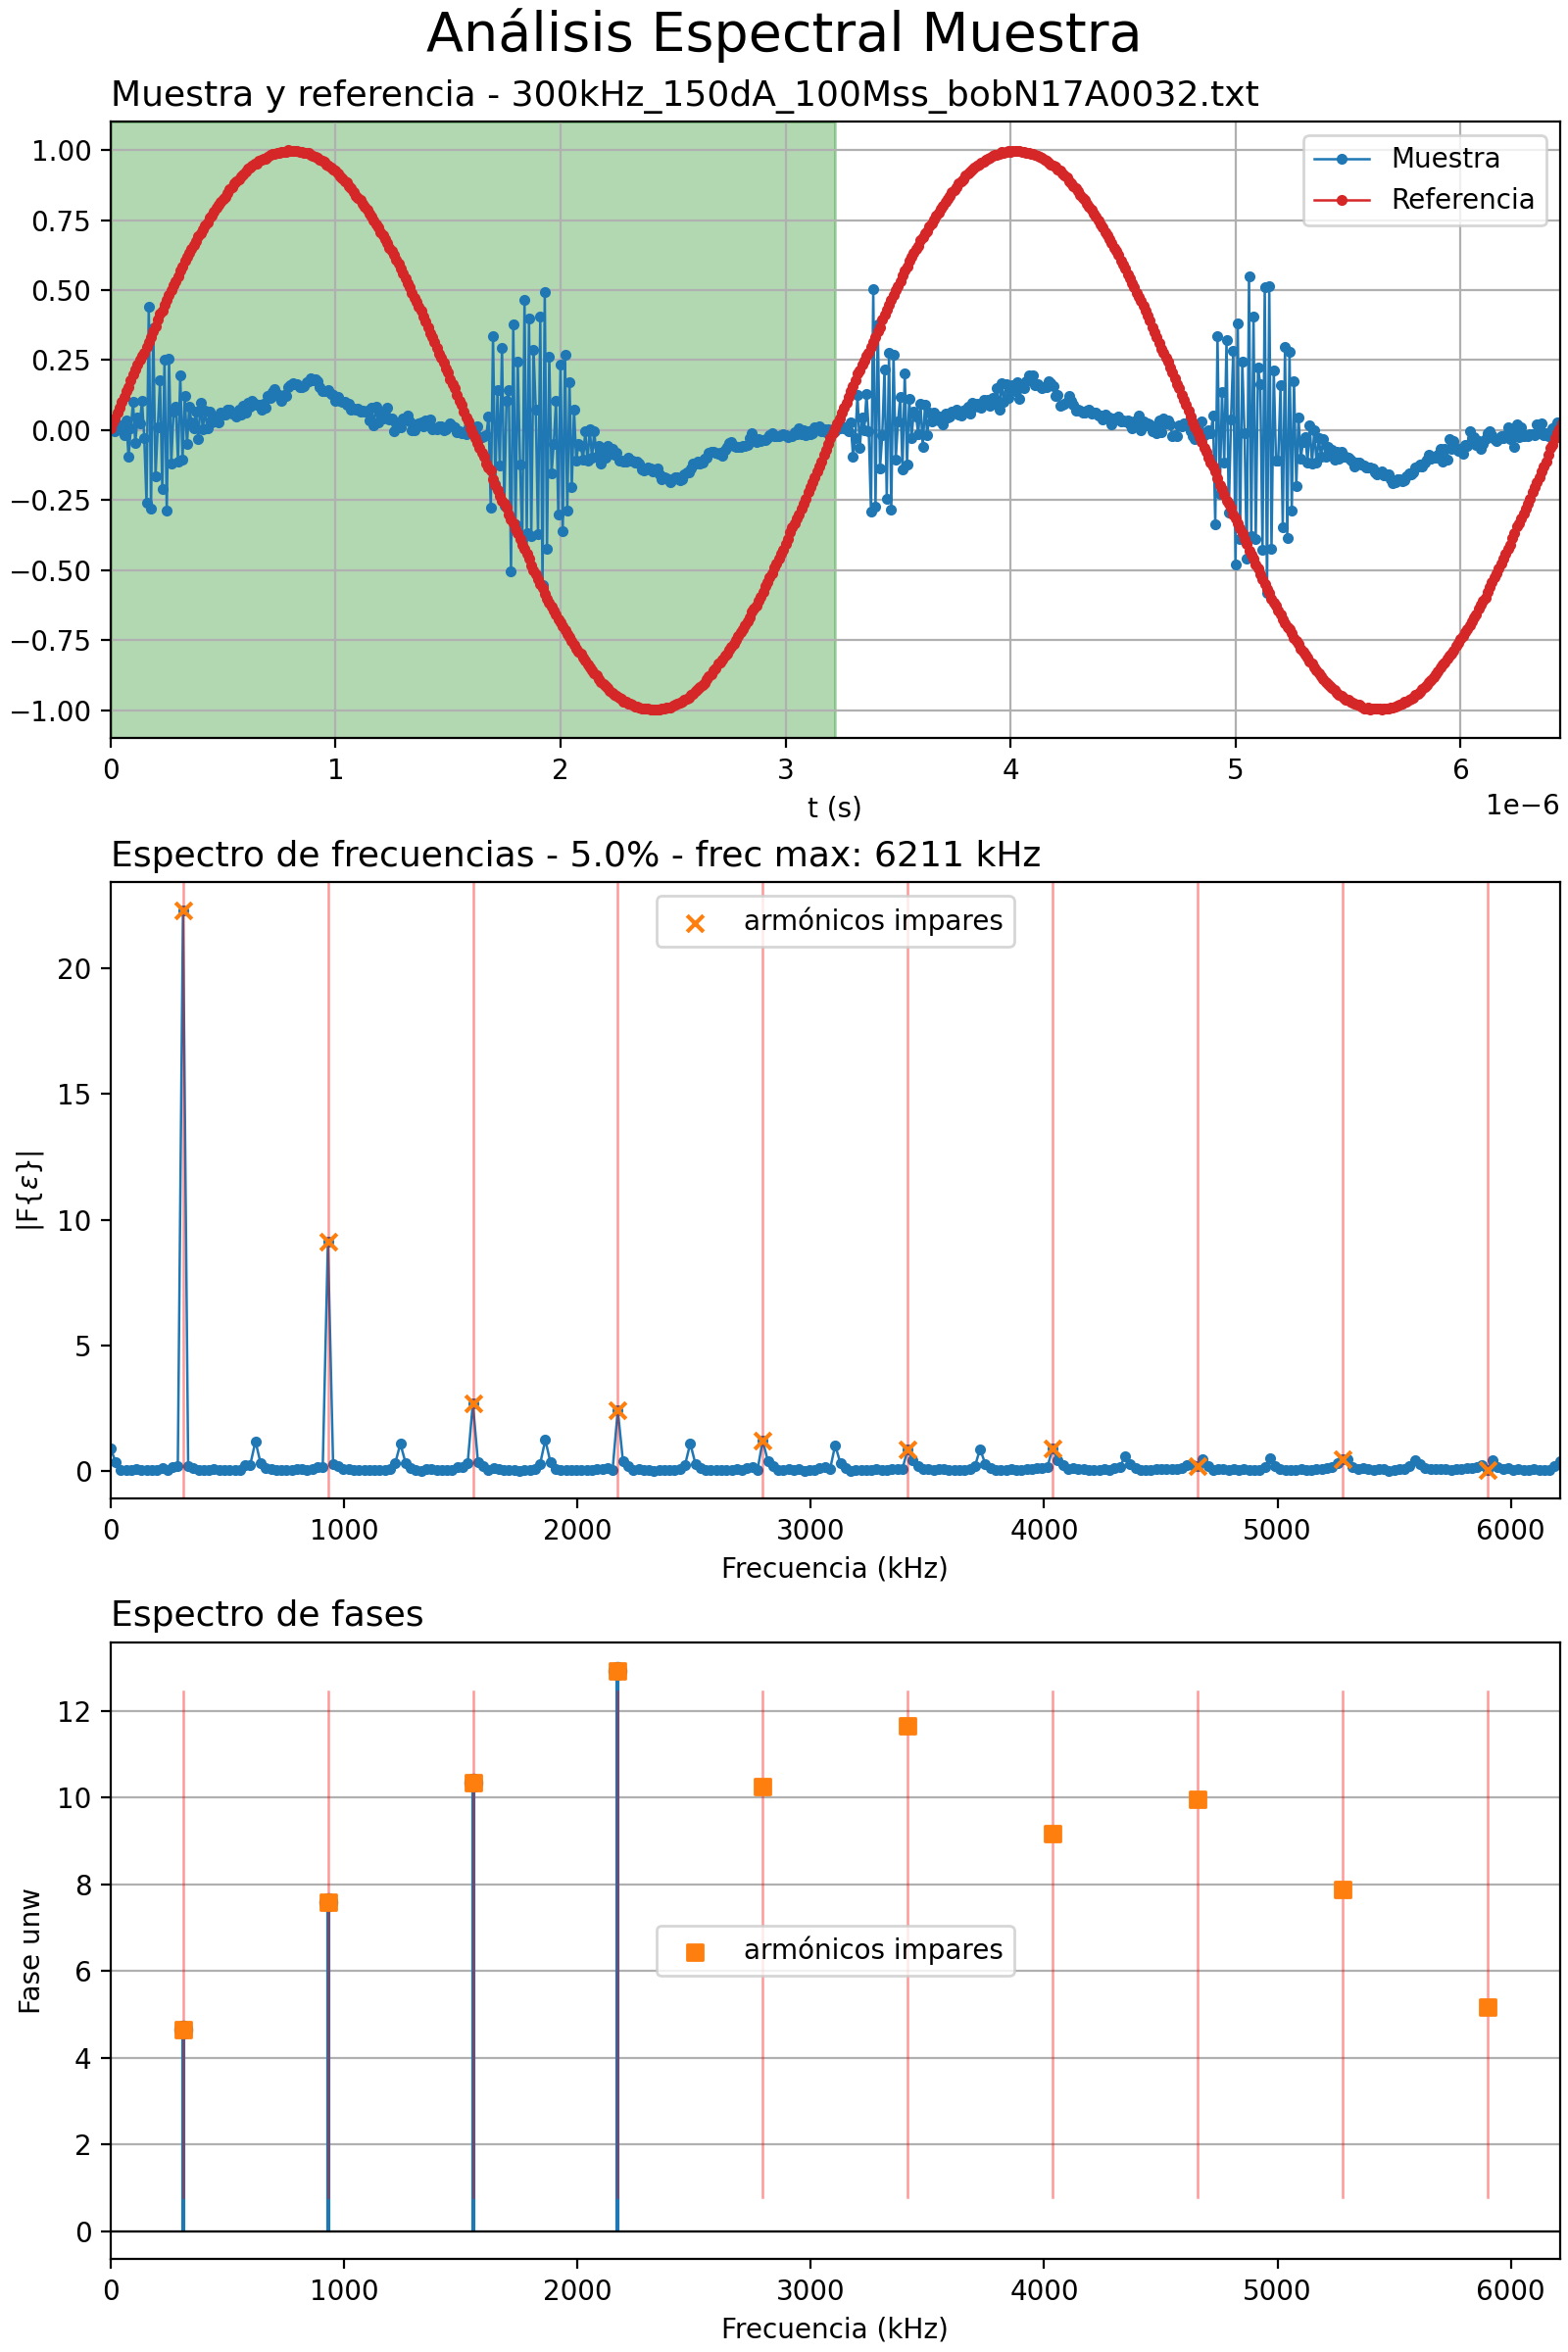 Análisis Espectral Muestra
Muestra y referencia - 300kHz_150dA_100Mss_bobN17A0032.txt
1.00
0.75
0.50
0.25
0.00
−0.25
−0.50
−0.75
−1.00
Muestra
Referencia
0 1 2 3 4 5 6
t (s)
1e−6
Espectro de frecuencias - 5.0% - frec max: 6211 kHz
armónicos impares
|F{ε}|
20
15
10
5
0
0 1000 2000 3000 4000 5000 6000
Frecuencia (kHz)
Espectro de fases
Fase unw
12
10
8
6
4
2
0
armónicos impares
0 1000 2000 3000 4000 5000 6000
Frecuencia (kHz)